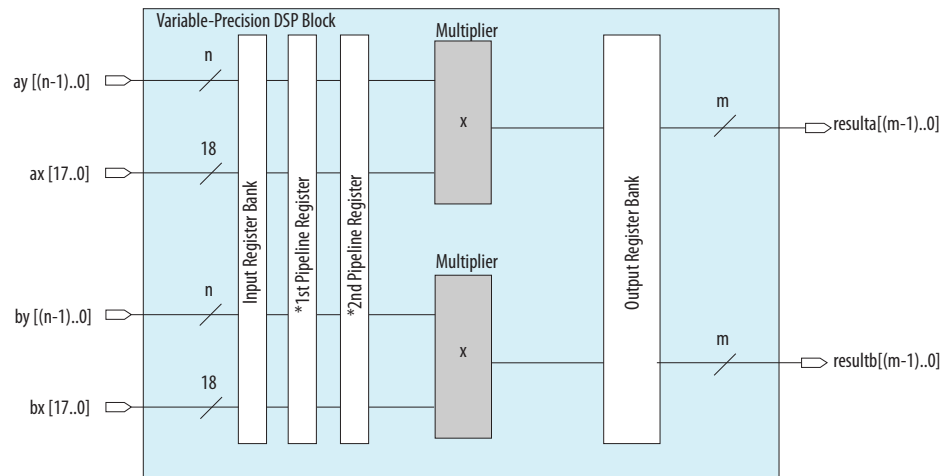 Variable-Precision DSP Block
Multiplier
n
m
ay [(n-1)..0]
x
resulta[(m-1)..0]
18
ax [17..0]
Input Register Bank
*1st Pipeline Register
*2nd Pipeline Register
Output Register Bank
Multiplier
n
m
by [(n-1)..0]
x
resultb[(m-1)..0]
18
bx [17..0]